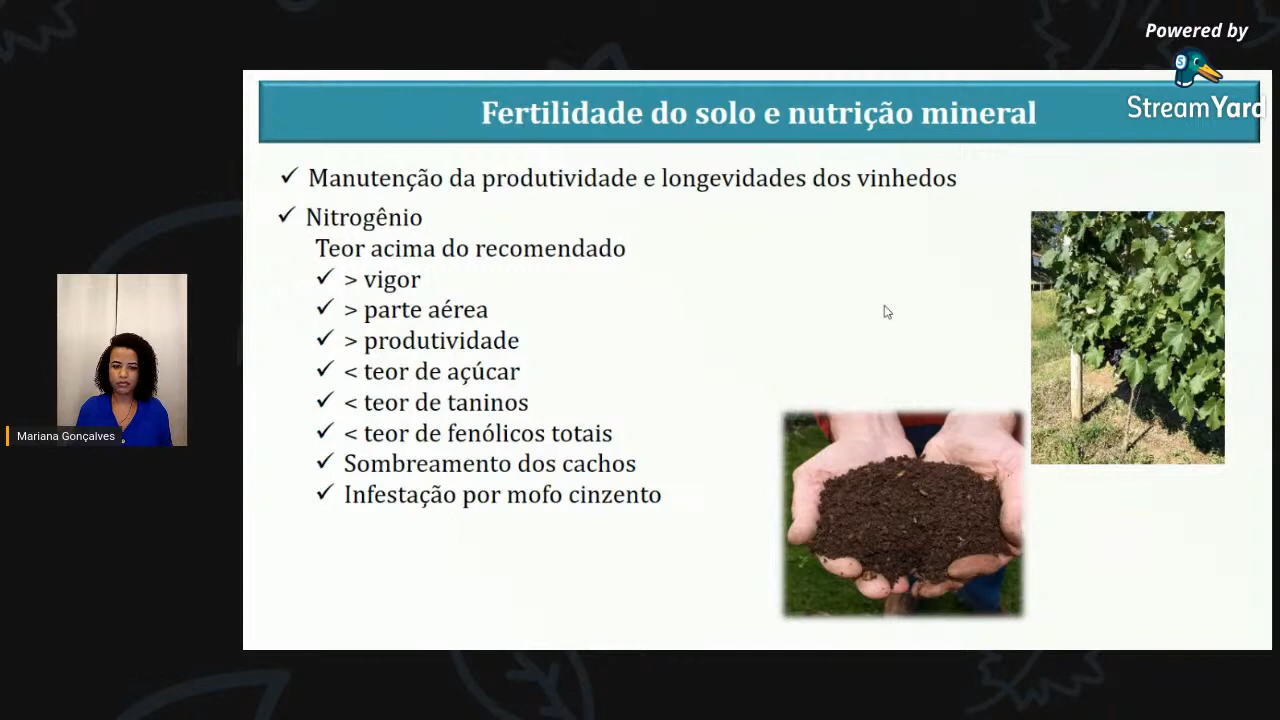 Powered by
StreamYard
Fertilidade do solo e nutrição mineral
✓ Manutenção da produtividade e longevidades dos vinhedos
✓ Nitrogênio
Teor acima do recomendado
✓ > vigor
✓ > parte aérea
✓ > produtividade
✓ < teor de açúcar
✓ < teor de taninos
✓ < teor de fenólicos totais
✓ Sombreamento dos cachos
✓ Infestação por mofo cinzento
Mariana Gonçalves